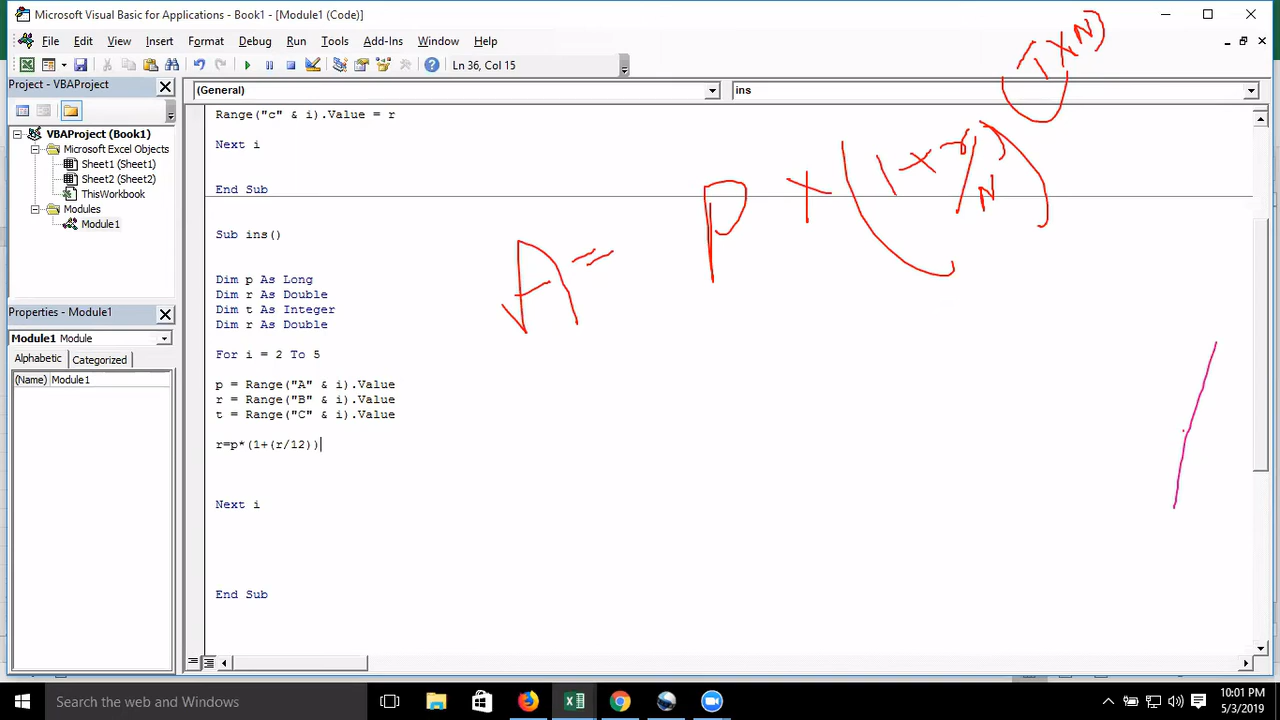 Microsoft Visual Basic for Applications - Book1 - [Module1 (Code)]
File Edit View Insert Format Debug Run Tools Add-Ins Window Help
Ln 36, Col 15
Project - VBAProject
VBAProject (Book1)
Microsoft Excel Objects
Sheet1 (Sheet1)
Sheet2 (Sheet2)
ThisWorkbook
Modules
Module1
Properties - Module1
Module1 Module
Alphabetic Categorized
(Name) Module1
(General) ins
Range("c" & i).Value = r
Next i
End Sub
Sub ins()
Dim p As Long
Dim r As Double
Dim t As Integer
Dim r As Double
For i = 2 To 5
p = Range("A" & i).Value
r = Range("B" & i).Value
t = Range("C" & i).Value
r=p*(1+(r/12))
Next i
End Sub
A = P + (1 + r/N) (T X N)
Search the web and Windows
10:01 PM
5/3/2019